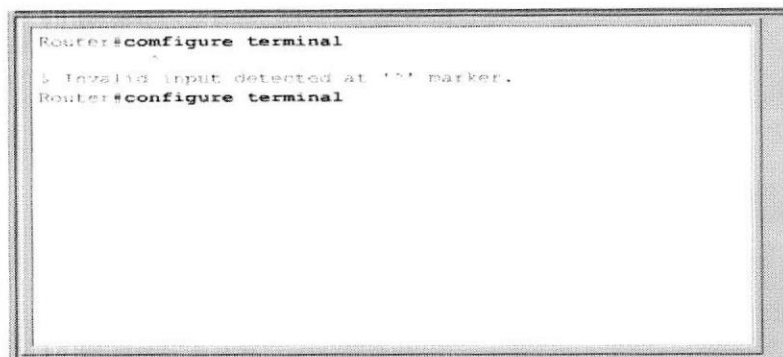 Router#comfigure terminal
^
% Invalid input detected at '^' marker.
Router#configure terminal